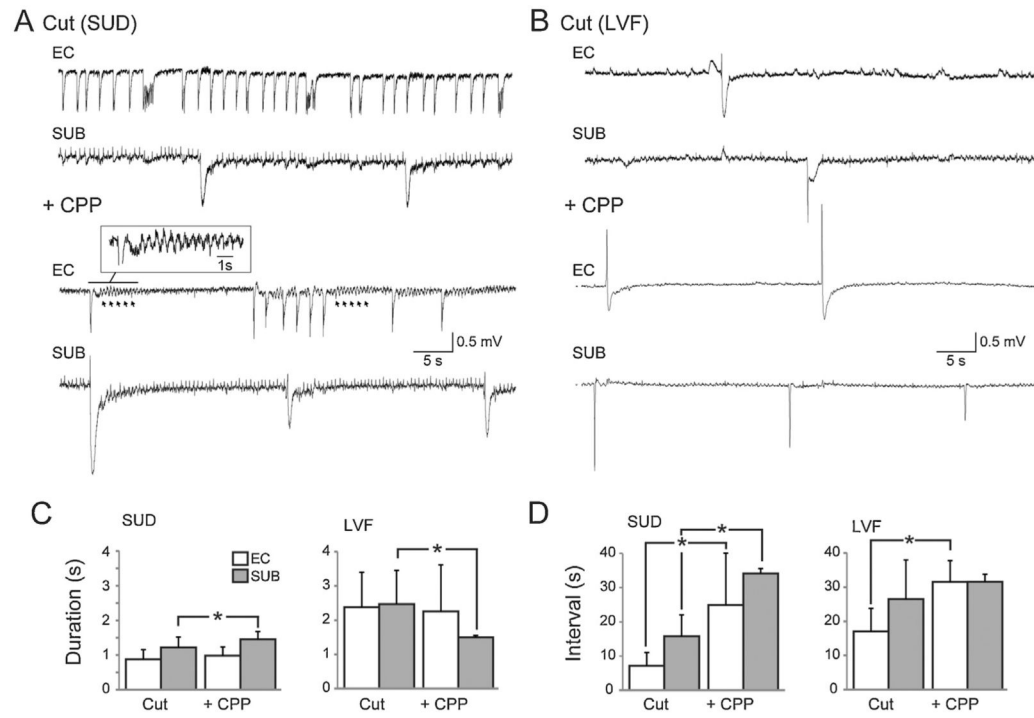 A Cut (SUD)
EC
SUB
+ CPP
1s
EC
0.5 mV
5 s
SUB
B Cut (LVF)
EC
SUB
+ CPP
EC
0.5 mV
5 s
SUB
C
SUD
LVF
EC
SUB
Duration (s)
4
3
2
1
0
*
Cut + CPP
4
3
2
1
0
*
Cut + CPP
D
SUD
LVF
Interval (s)
40
30
20
10
0
*
*
Cut + CPP
40
30
20
10
0
*
Cut + CPP